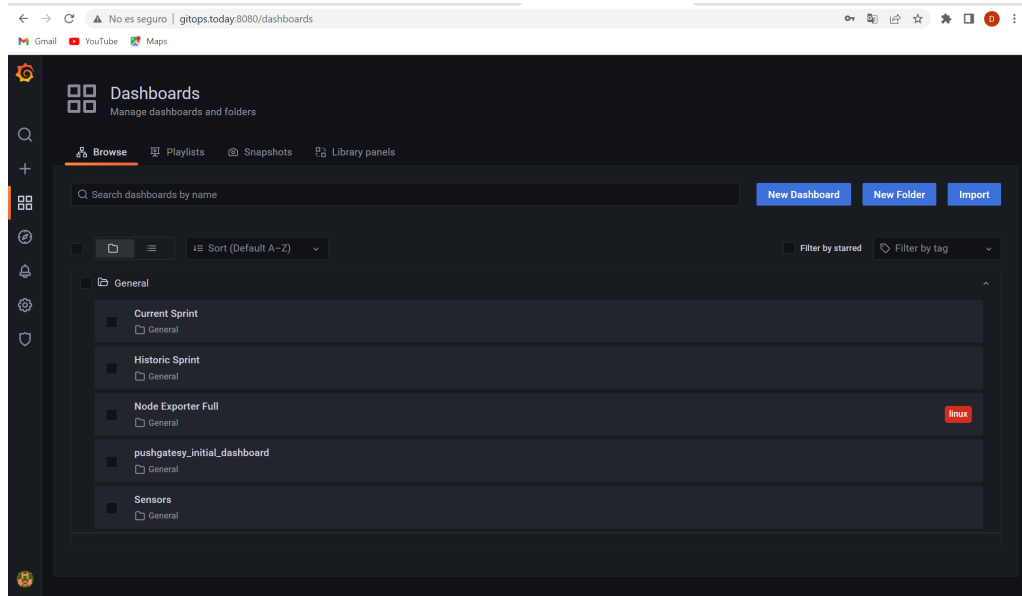 No es seguro | gitops.today:8080/dashboards
D
Gmail YouTube Maps
Dashboards
Manage dashboards and folders
Browse Playlists Snapshots Library panels
Search dashboards by name New Dashboard New Folder Import
Sort (Default A–Z) Filter by starred Filter by tag
General
Current Sprint
General
Historic Sprint
General
Node Exporter Full
General
linux
pushgatesy_initial_dashboard
General
Sensors
General